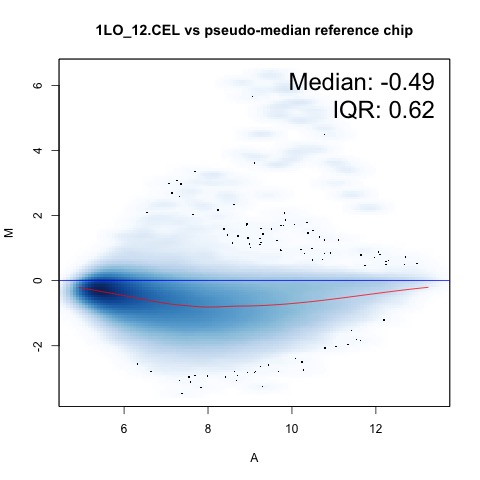 1LO_12.CEL vs pseudo-median reference chip
Median: -0.49
IQR: 0.62
6
4
2
0
-2
M
6 8 10 12
A